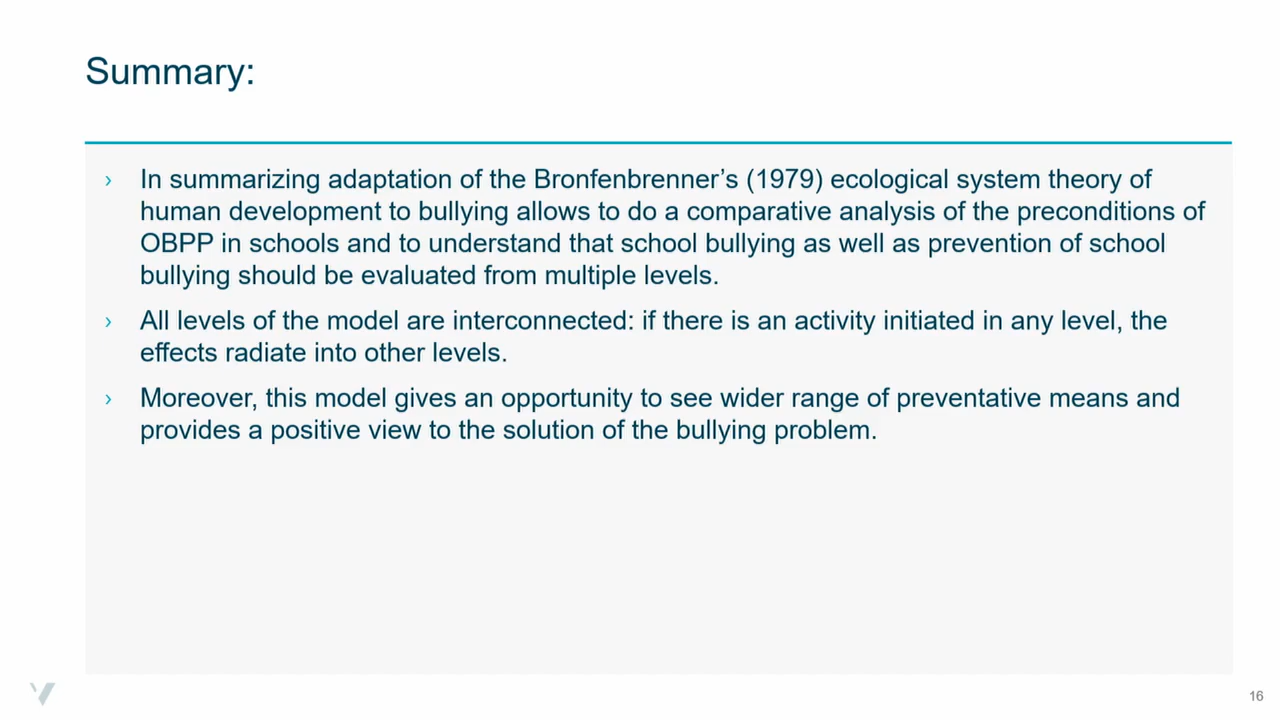 Summary:
› In summarizing adaptation of the Bronfenbrenner’s (1979) ecological system theory of
human development to bullying allows to do a comparative analysis of the preconditions of
OBPP in schools and to understand that school bullying as well as prevention of school
bullying should be evaluated from multiple levels.
› All levels of the model are interconnected: if there is an activity initiated in any level, the
effects radiate into other levels.
› Moreover, this model gives an opportunity to see wider range of preventative means and
provides a positive view to the solution of the bullying problem.
16